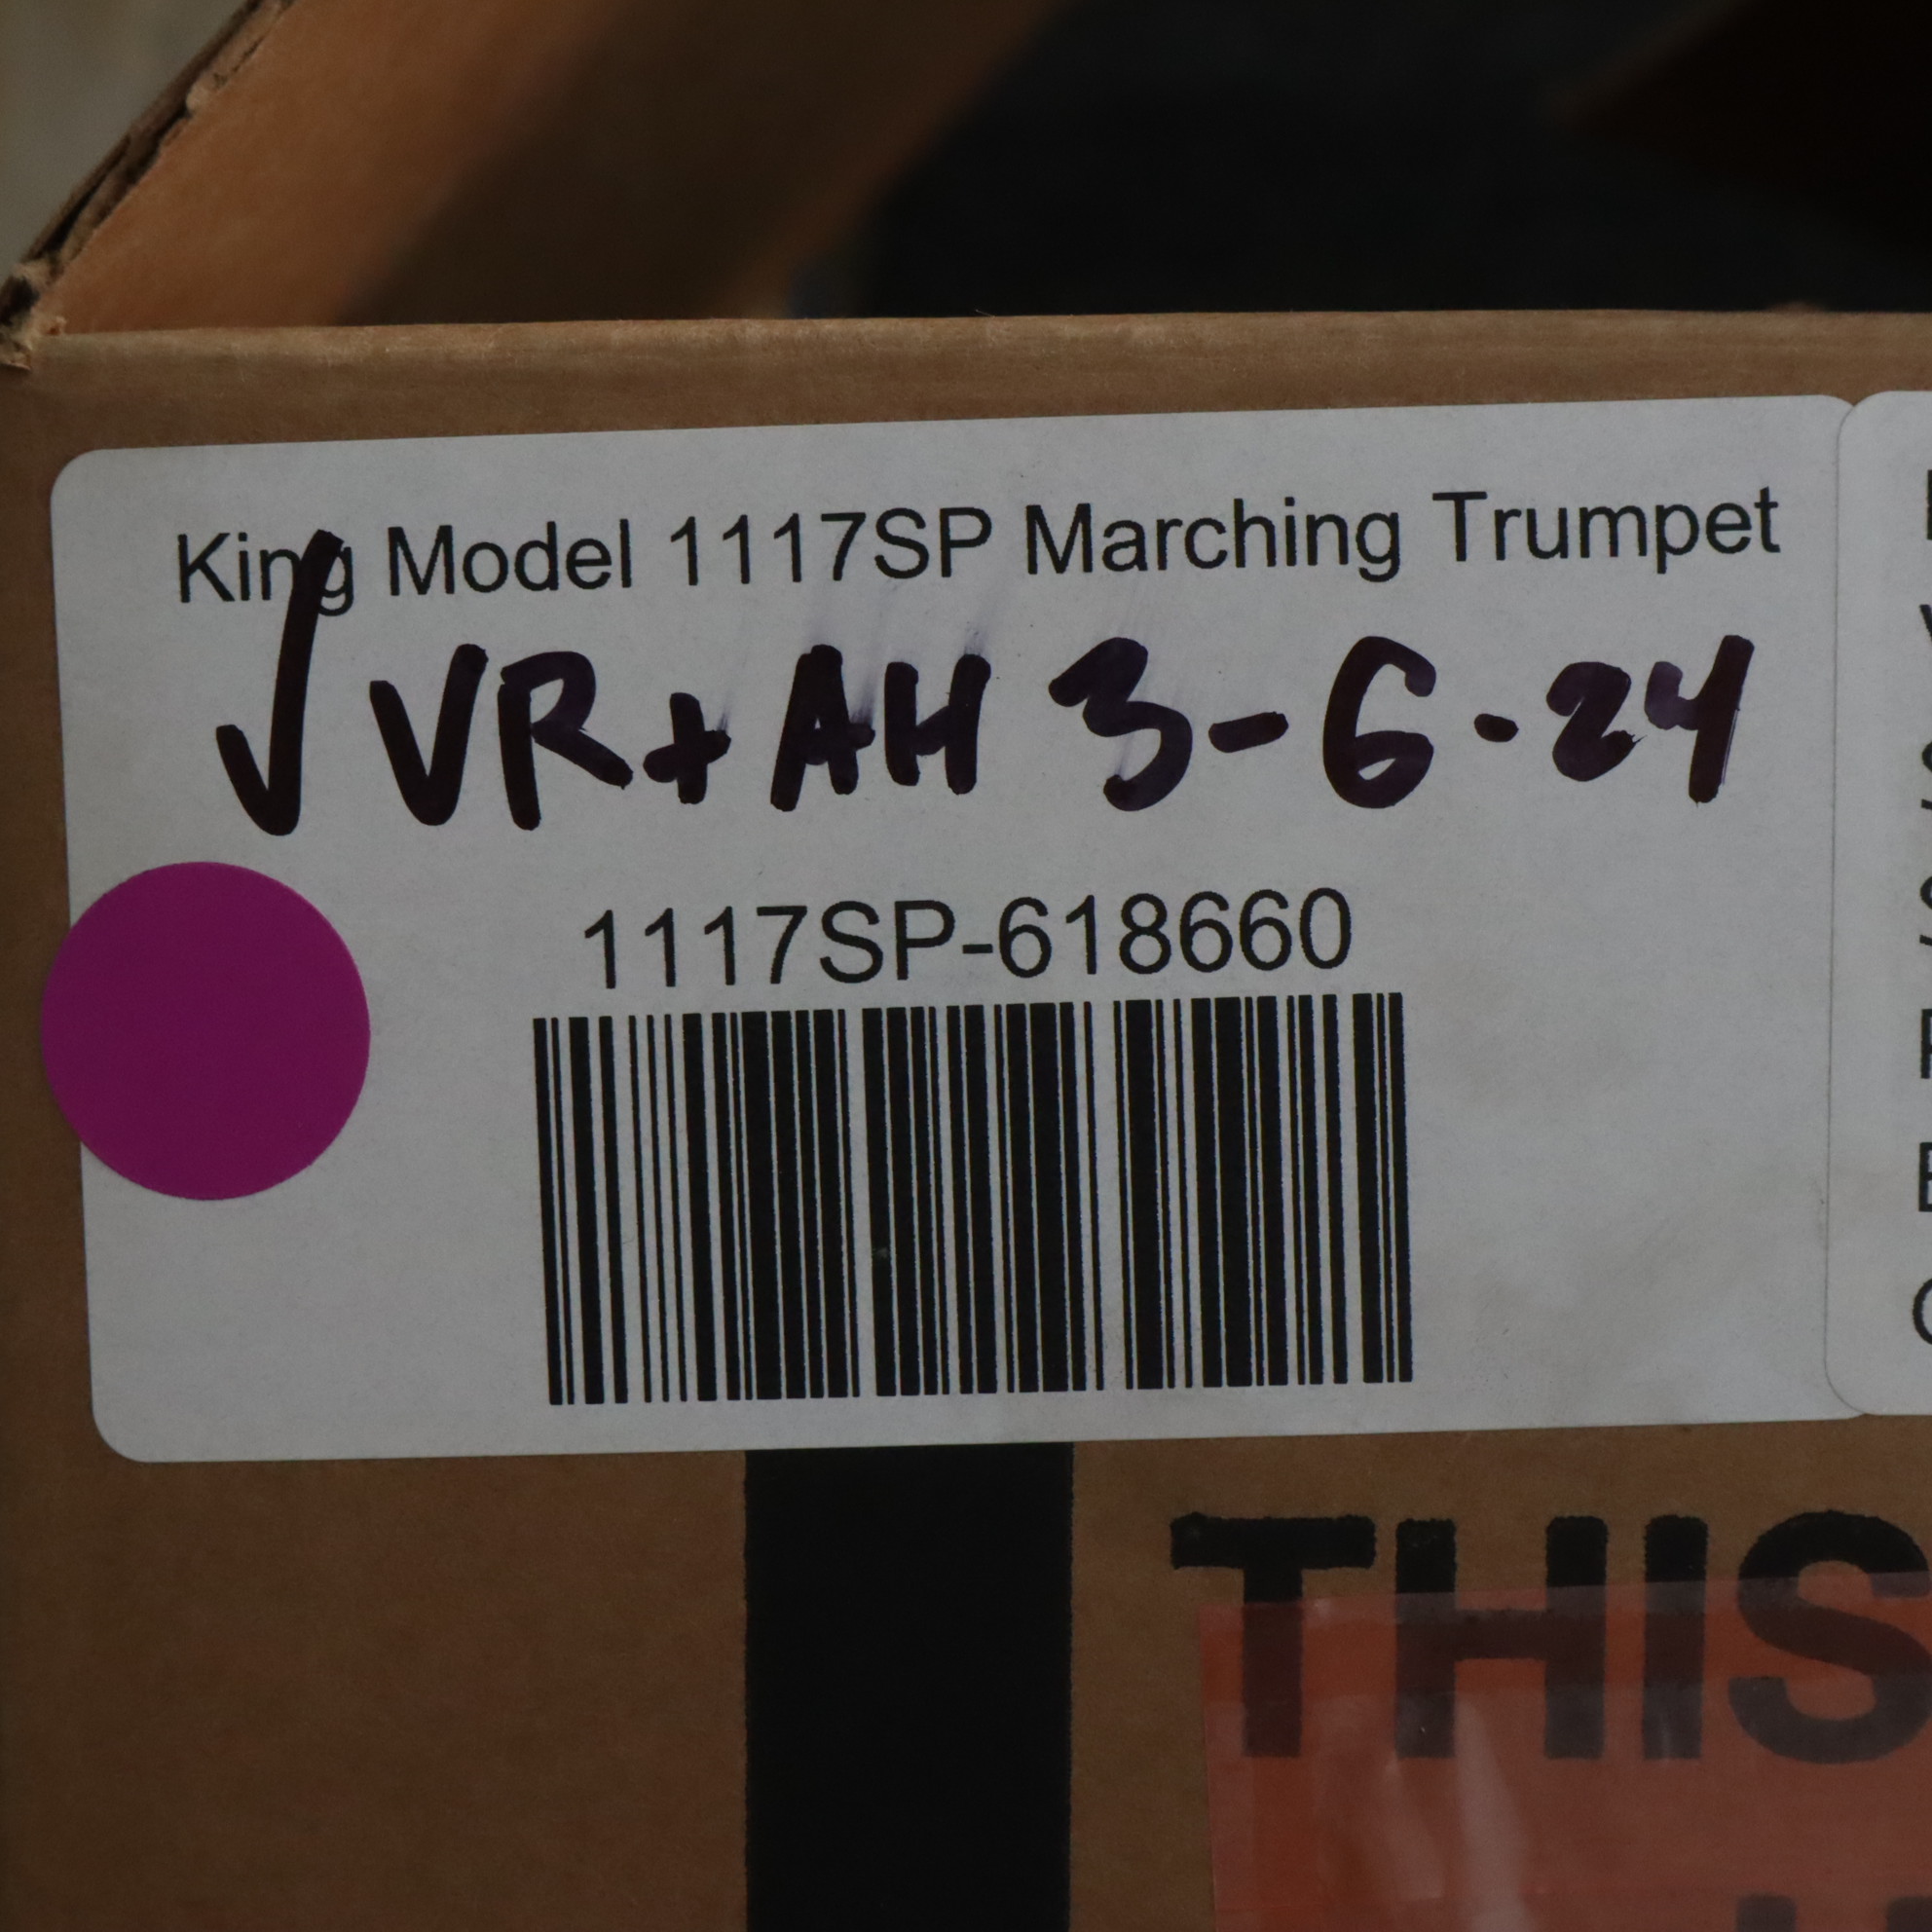 King Model 1117SP Marching Trumpet
√ VR + AH 3-6-24
1117SP-618660
THIS